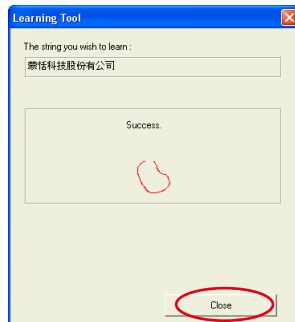 Learning Tool
The string you wish to learn :
蒙恬科技股份有公司
Success.
Close